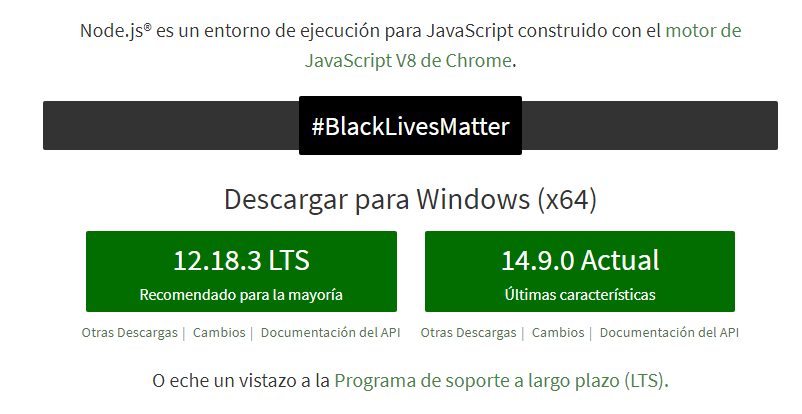 Node.js® es un entorno de ejecución para JavaScript construido con el motor de
JavaScript V8 de Chrome.
#BlackLivesMatter
Descargar para Windows (x64)
12.18.3 LTS
Recomendado para la mayoría
14.9.0 Actual
Últimas características
Otras Descargas | Cambios | Documentación del API
Otras Descargas | Cambios | Documentación del API
O eche un vistazo a la Programa de soporte a largo plazo (LTS).